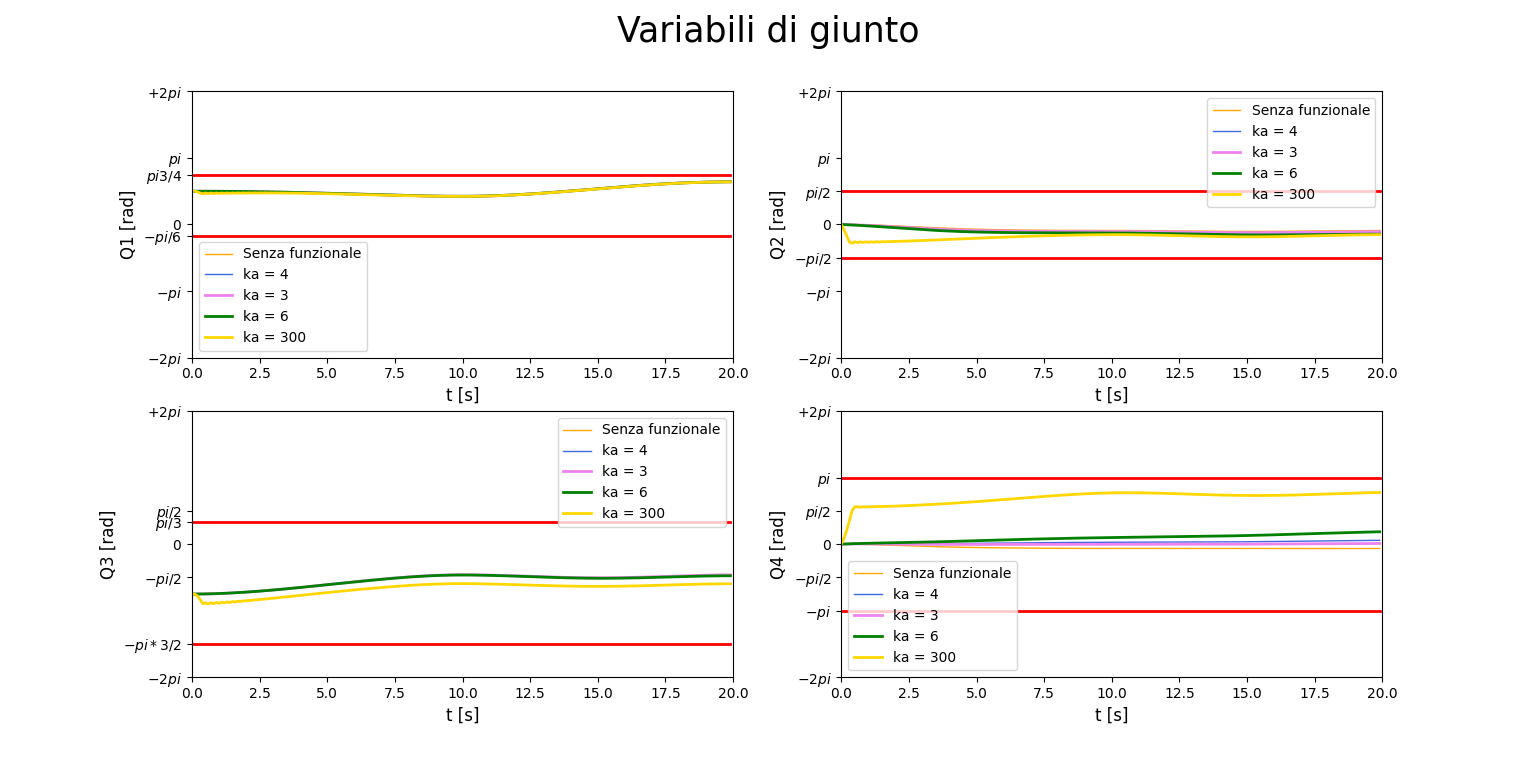 Variabili di giunto
+2pi
pi
pi3/4
0
−pi/6
−pi
−2pi
Q1 [rad]
Senza funzionale
ka = 4
ka = 3
ka = 6
ka = 300
0.0 2.5 5.0 7.5 10.0 12.5 15.0 17.5 20.0
t [s]
+2pi
pi
pi/2
0
−pi/2
−pi
−2pi
Q2 [rad]
Senza funzionale
ka = 4
ka = 3
ka = 6
ka = 300
0.0 2.5 5.0 7.5 10.0 12.5 15.0 17.5 20.0
t [s]
+2pi
pi/2
pi/3
0
−pi/2
−pi * 3/2
−2pi
Q3 [rad]
Senza funzionale
ka = 4
ka = 3
ka = 6
ka = 300
0.0 2.5 5.0 7.5 10.0 12.5 15.0 17.5 20.0
t [s]
+2pi
pi
pi/2
0
−pi/2
−pi
−2pi
Q4 [rad]
Senza funzionale
ka = 4
ka = 3
ka = 6
ka = 300
0.0 2.5 5.0 7.5 10.0 12.5 15.0 17.5 20.0
t [s]